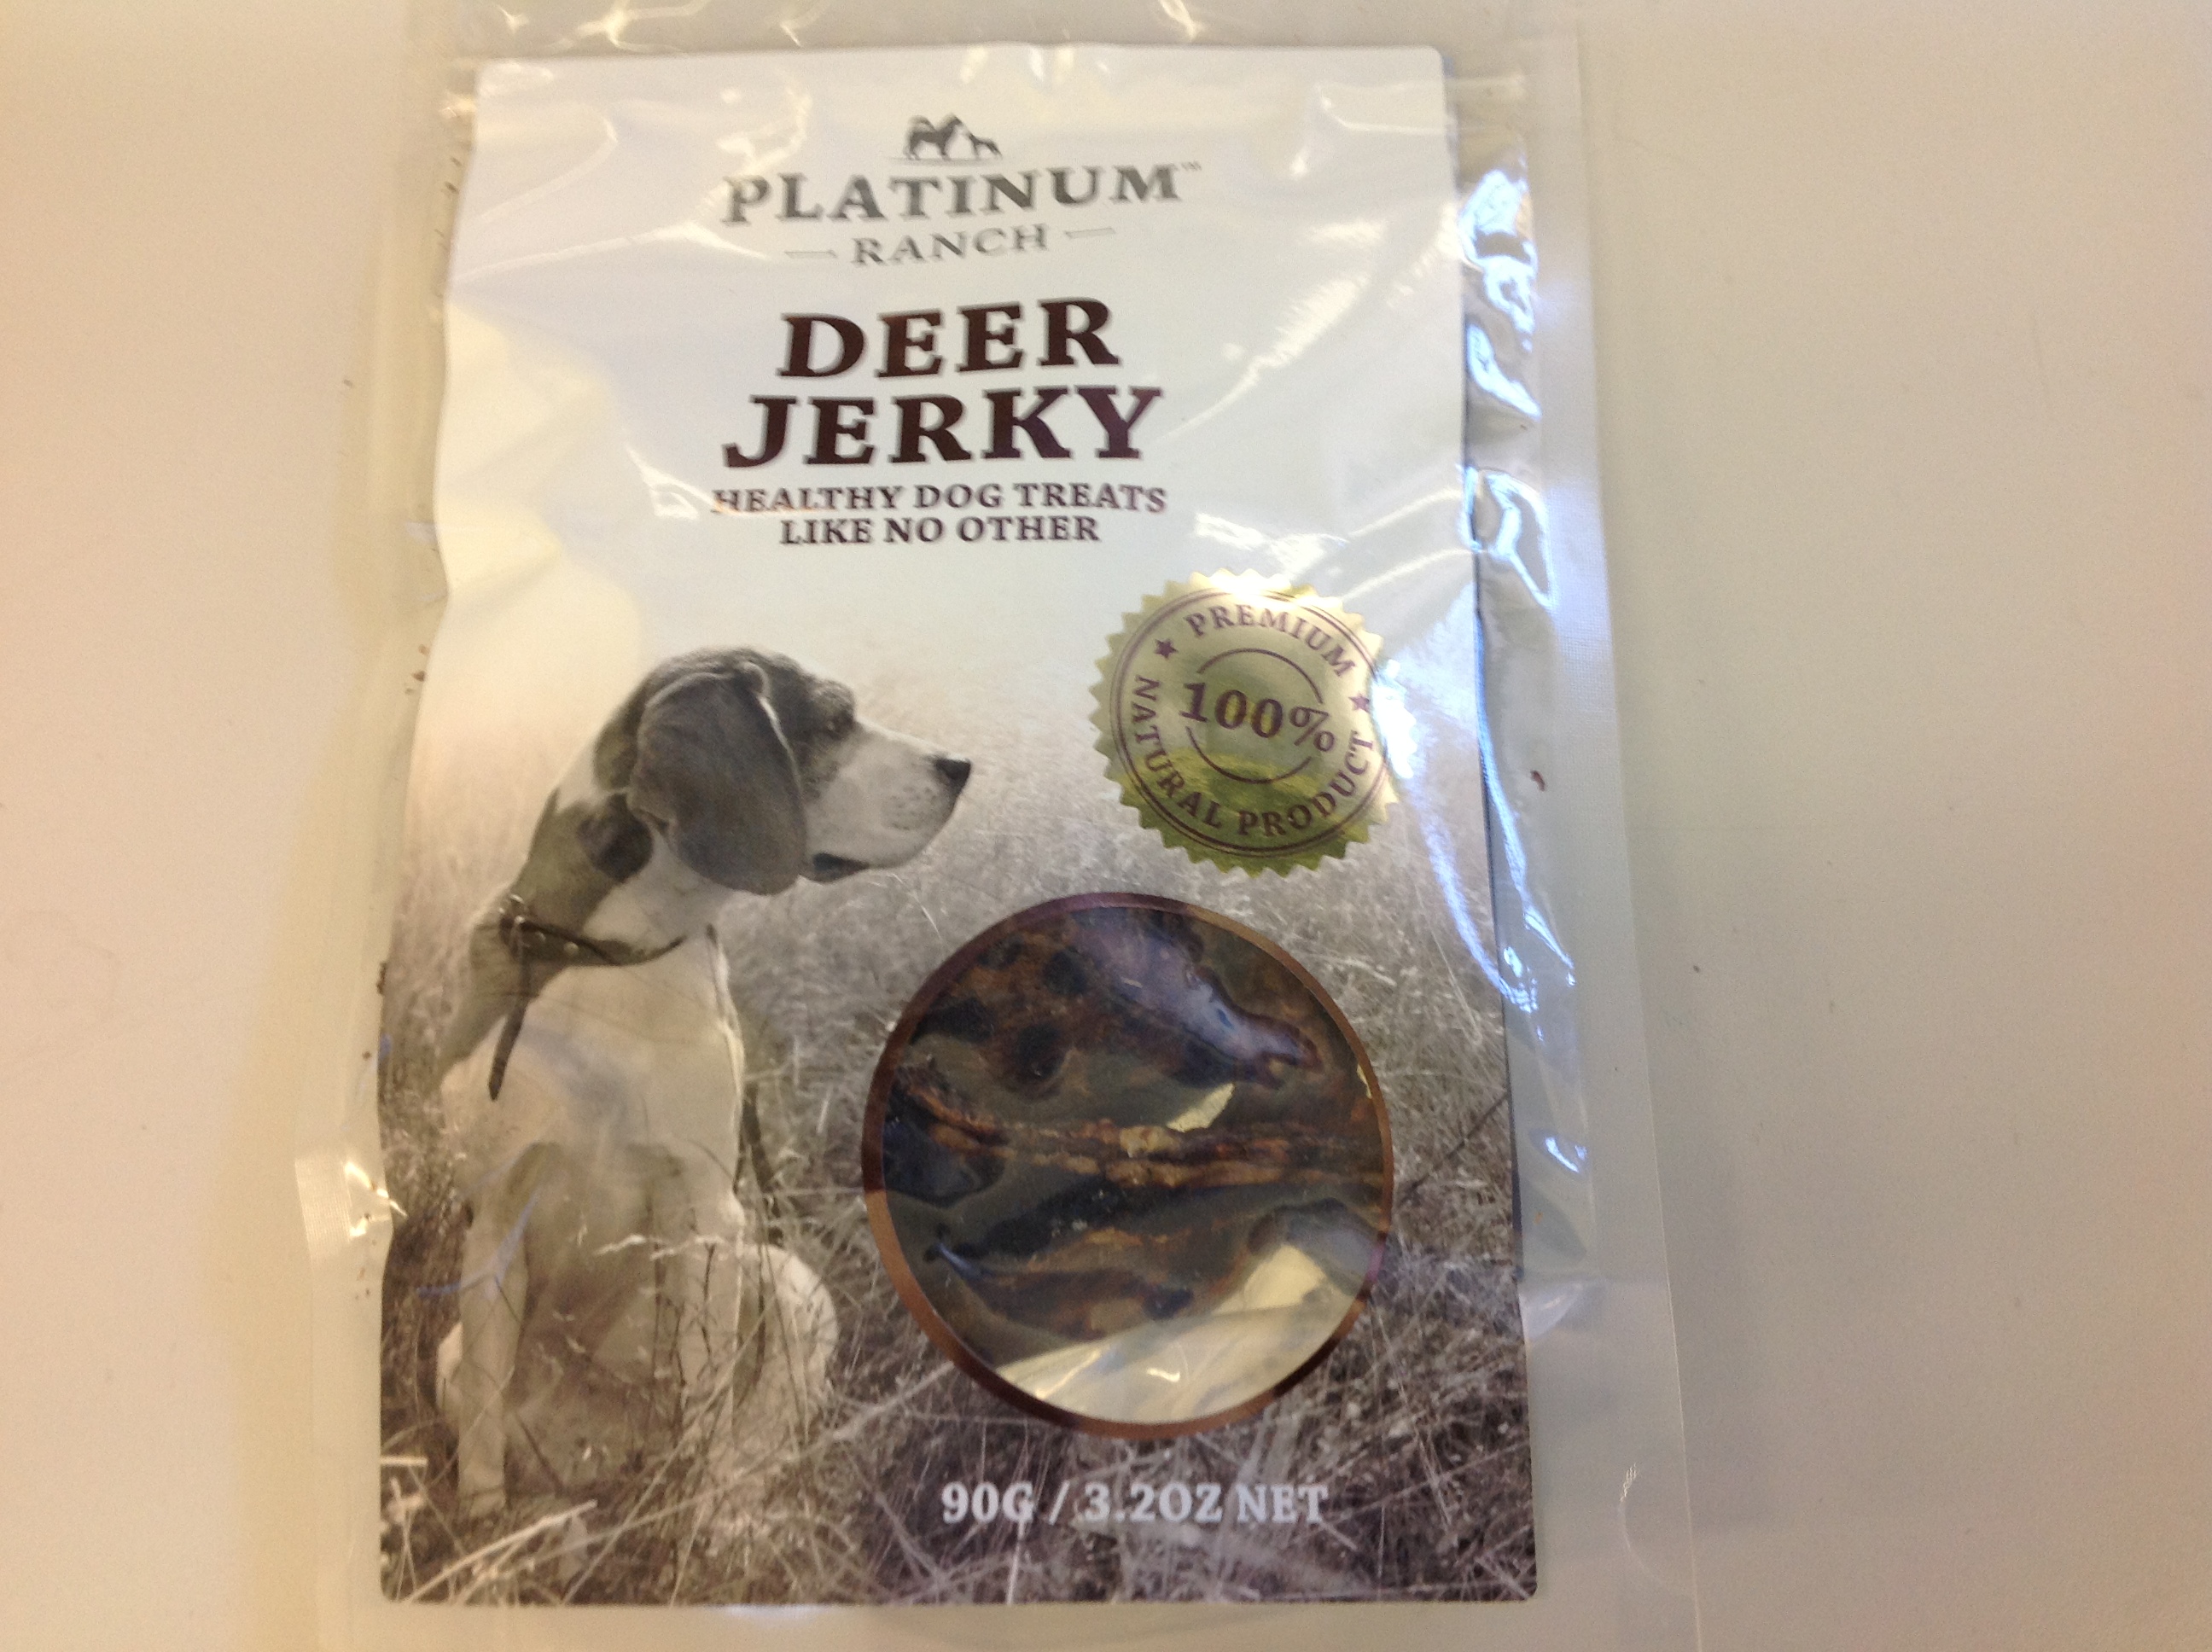 PLATINUM™
RANCH
DEER
JERKY
HEALTHY DOG TREATS
LIKE NO OTHER
PREMIUM
100%
NATURAL PRODUCT
90G / 3.2OZ NET